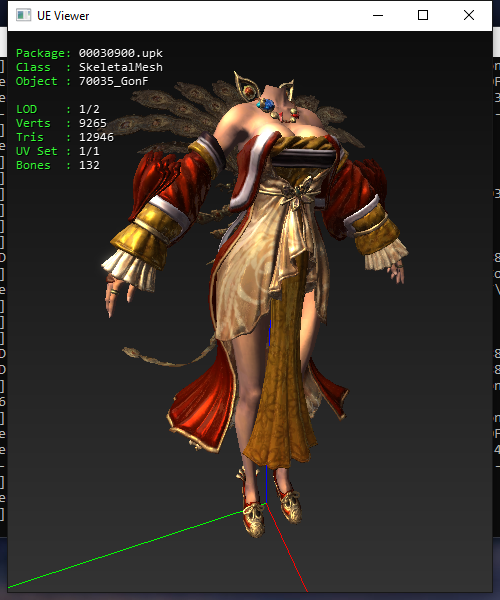 UE Viewer
Package: 00030900.upk
Class : SkeletalMesh
Object : 70035_GonF
LOD : 1/2
Verts : 9265
Tris : 12946
UV Set : 1/1
Bones : 132